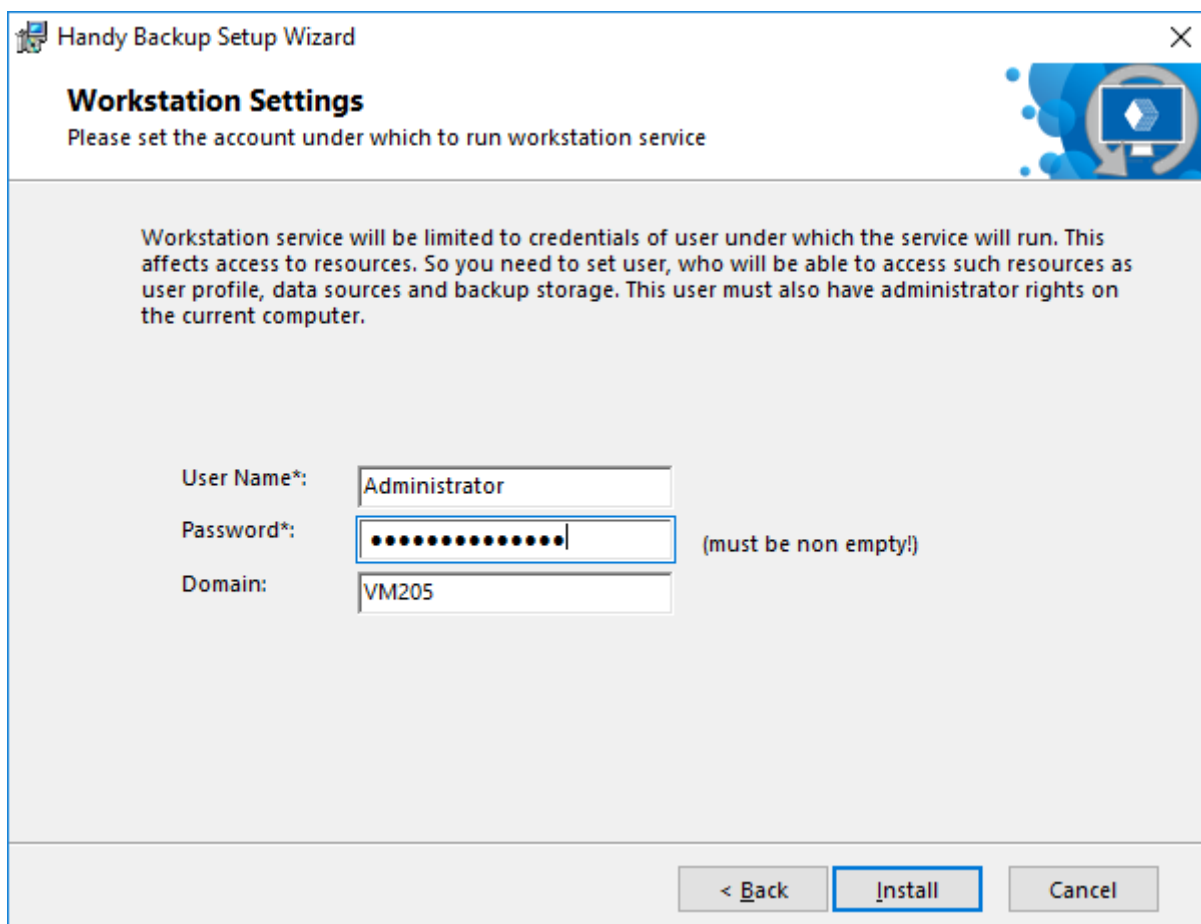 Handy Backup Setup Wizard
Workstation Settings
Please set the account under which to run workstation service
Workstation service will be limited to credentials of user under which the service will run. This
affects access to resources. So you need to set user, who will be able to access such resources as
user profile, data sources and backup storage. This user must also have administrator rights on
the current computer.
User Name*: Administrator
Password*: ●●●●●●●●●●●●●● (must be non empty!)
Domain: VM205
< Back Install Cancel